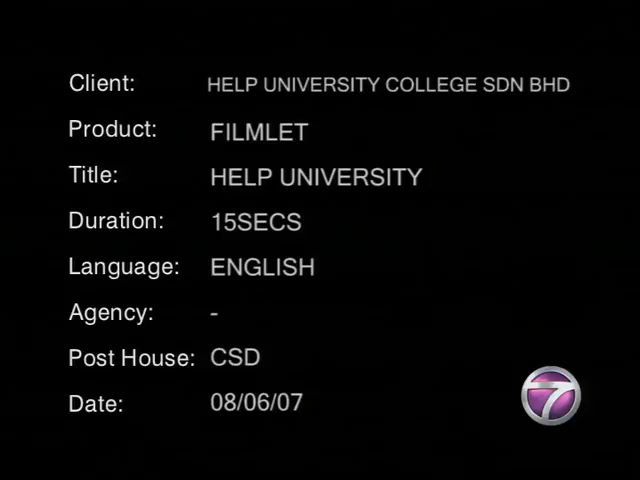 Client: HELP UNIVERSITY COLLEGE SDN BHD
Product: FILMLET
Title: HELP UNIVERSITY
Duration: 15SECS
Language: ENGLISH
Agency: -
Post House: CSD
Date: 08/06/07
7